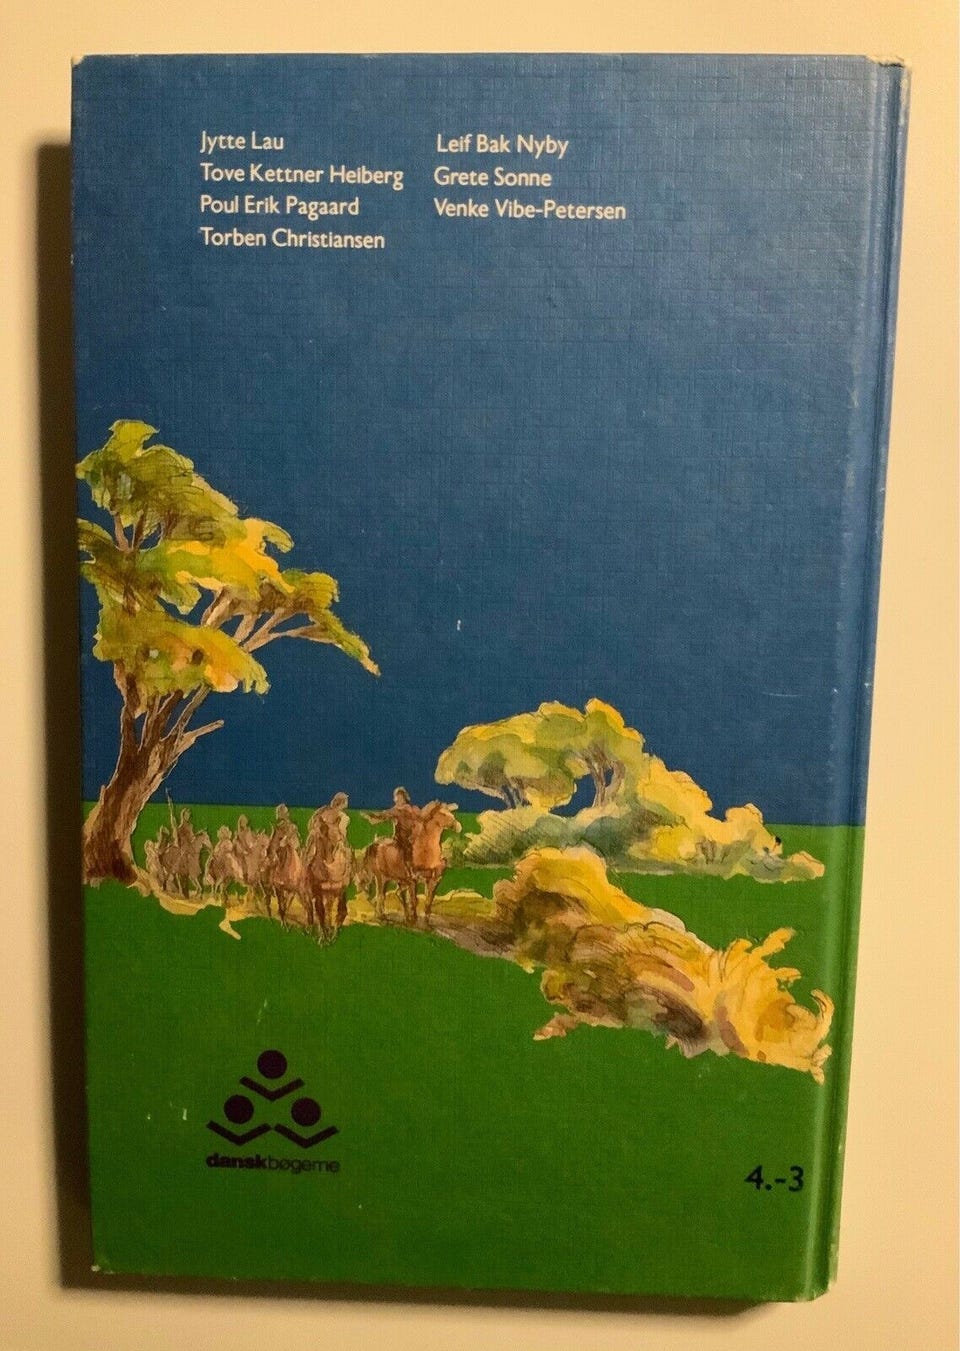 Jytte Lau
Tove Kettner Heiberg
Poul Erik Pagaard
Torben Christiansen
Leif Bak Nyby
Grete Sonne
Venke Vibe-Petersen
danskbøgerne
4.-3